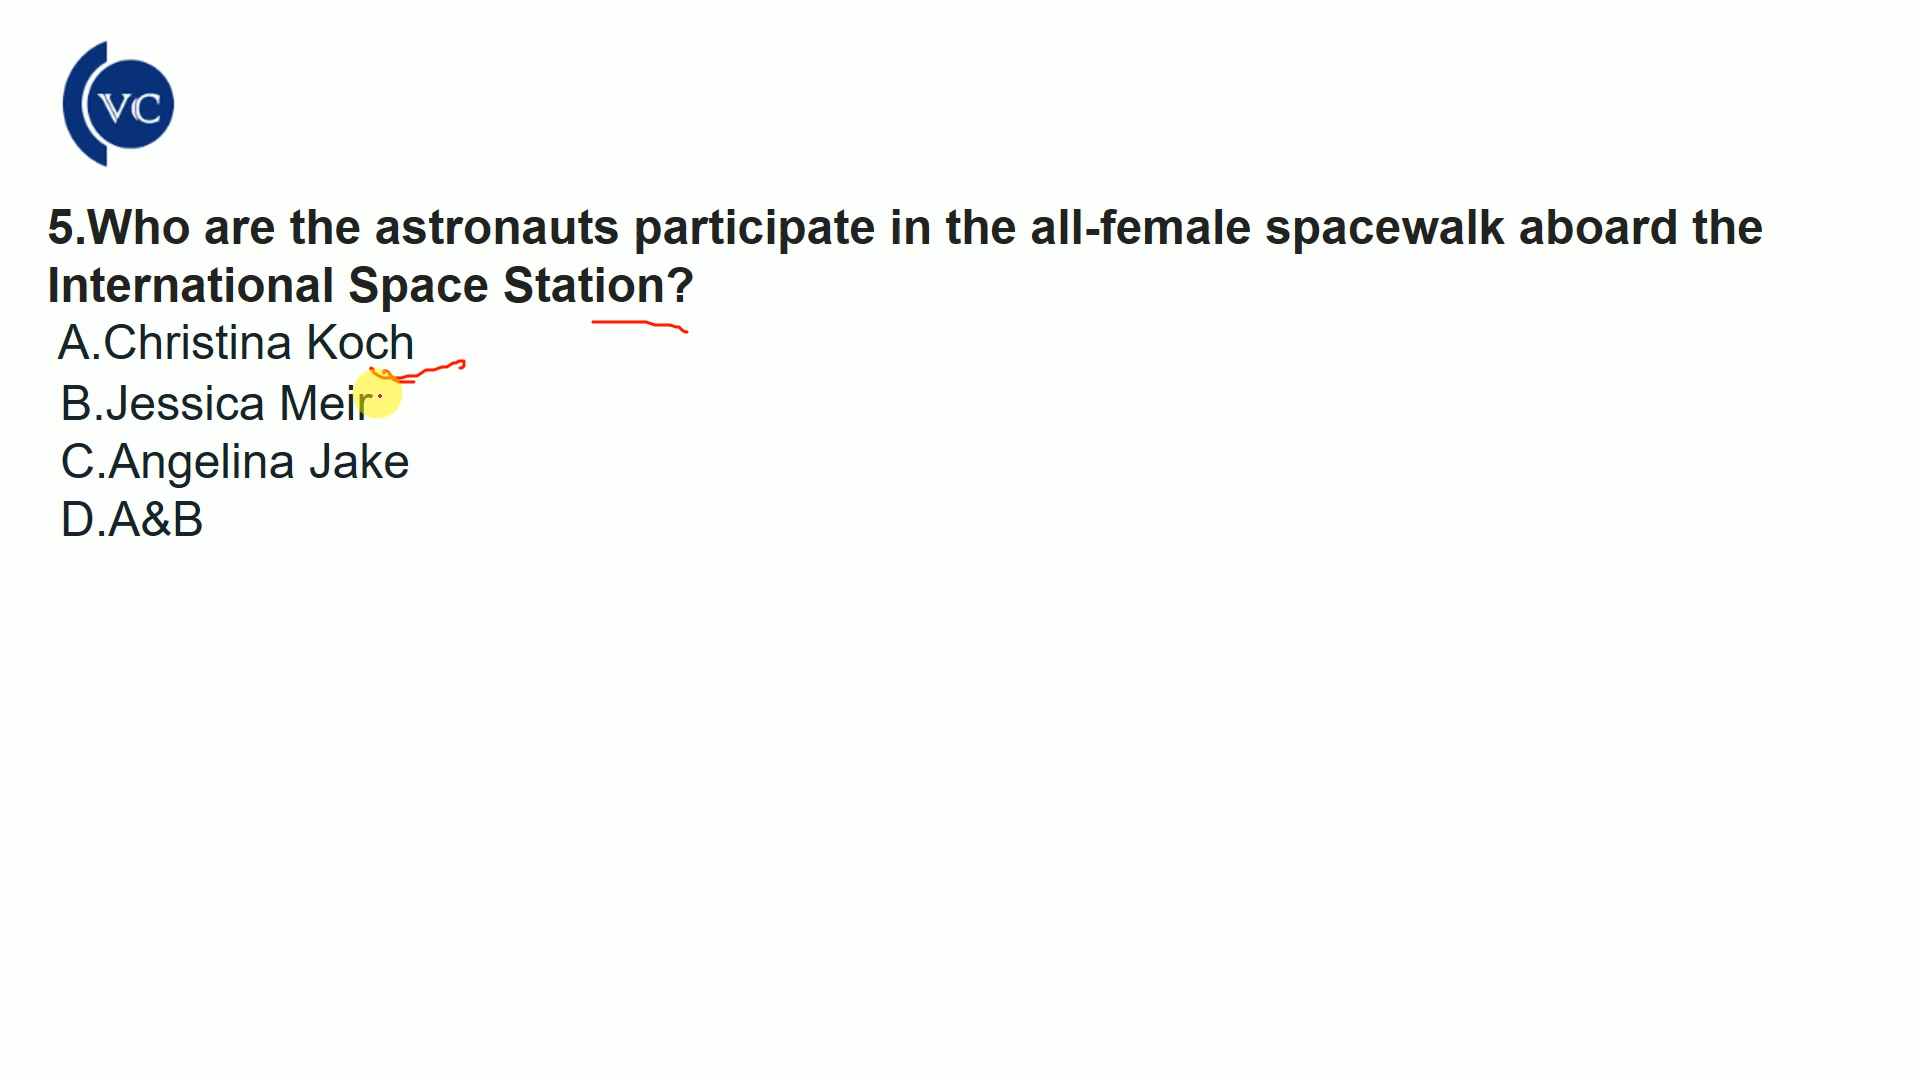 VC
5.Who are the astronauts participate in the all-female spacewalk aboard the
International Space Station?
A.Christina Koch
B.Jessica Meir
C.Angelina Jake
D.A&B